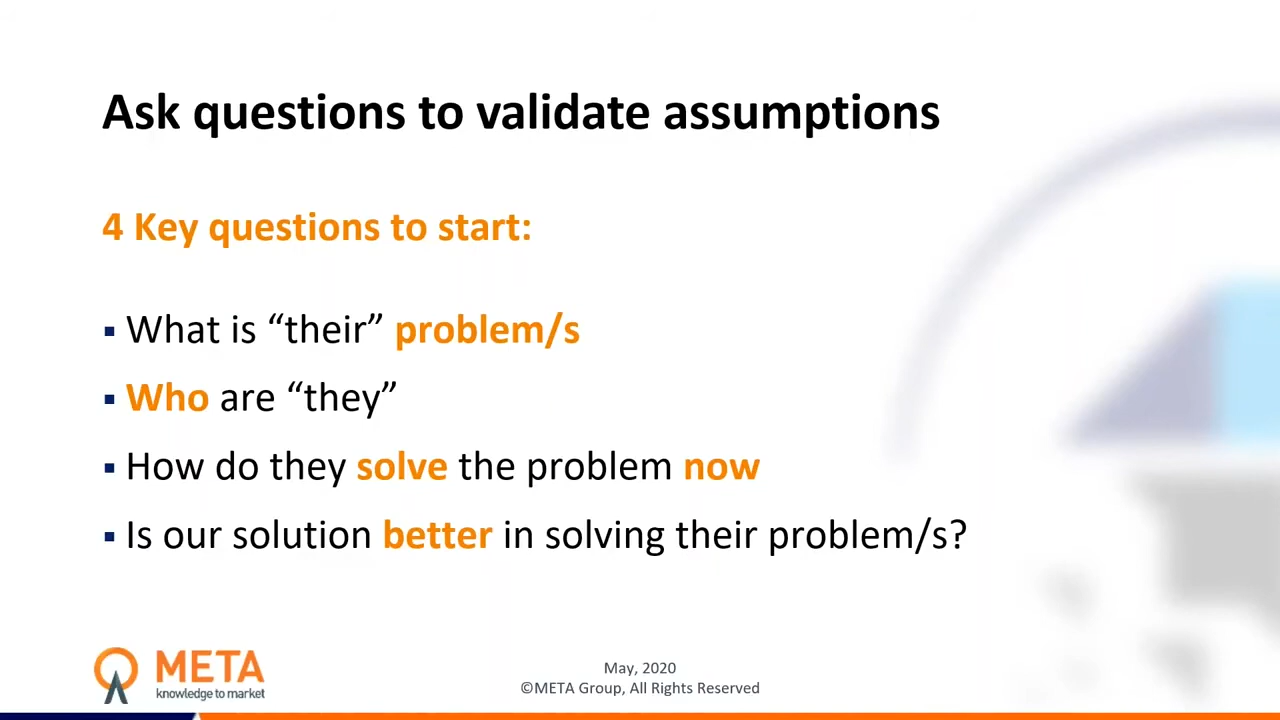 Ask questions to validate assumptions
4 Key questions to start:
▪ What is “their” problem/s
▪ Who are “they”
▪ How do they solve the problem now
▪ Is our solution better in solving their problem/s?
META
knowledge to market
May, 2020
©META Group, All Rights Reserved